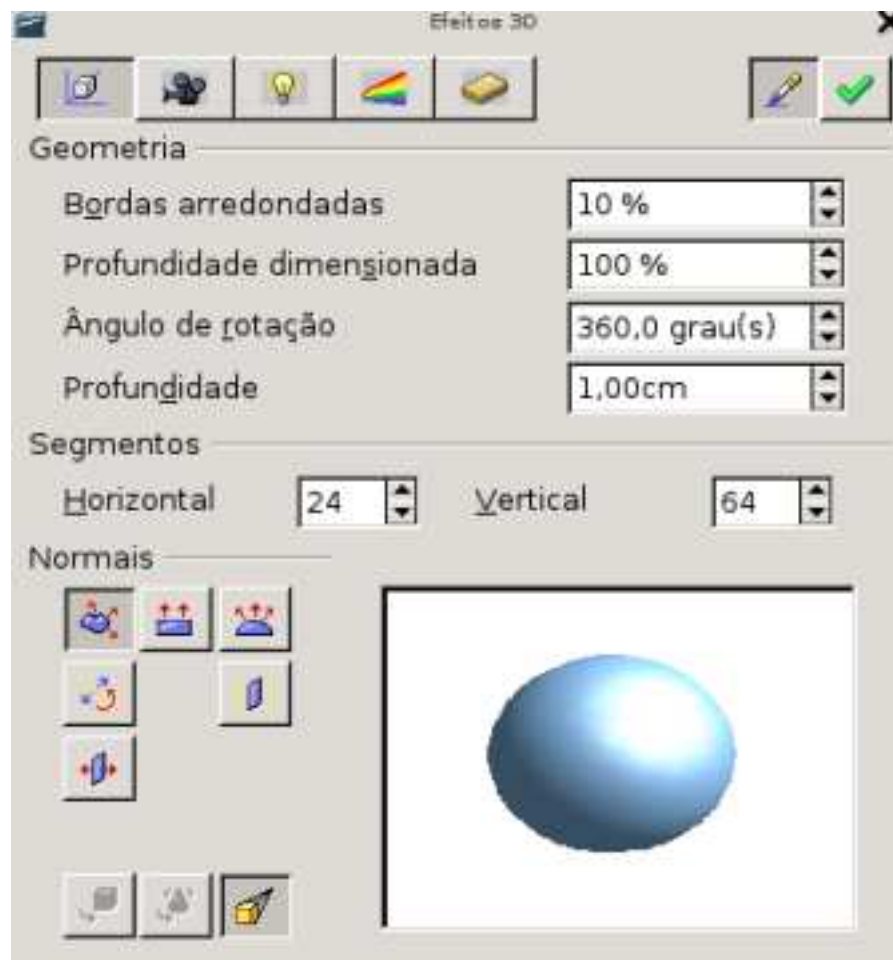 Efeitos 3D
Geometria
Bordas arredondadas 10 %
Profundidade dimensionada 100 %
Ângulo de rotação 360,0 grau(s)
Profundidade 1,00cm
Segmentos
Horizontal 24 Vertical 64
Normais